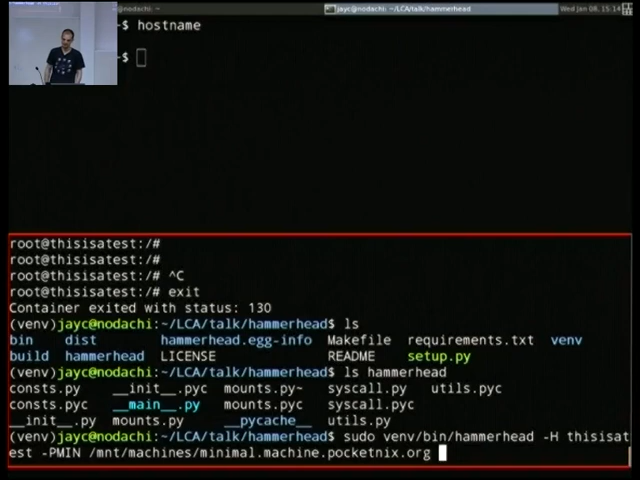 jayc@nodachi: ~
jayc@nodachi: ~/LCA/talk/hammerhead
Wed Jan 08, 15:14
~$ hostname
~$
root@thisisatest:/#
root@thisisatest:/#
root@thisisatest:/# ^C
root@thisisatest:/# exit
Container exited with status: 130
(venv)jayc@nodachi:~/LCA/talk/hammerhead$ ls
bin dist hammerhead.egg-info Makefile requirements.txt venv
build hammerhead LICENSE README setup.py
(venv)jayc@nodachi:~/LCA/talk/hammerhead$ ls hammerhead
consts.py __init__.pyc mounts.py~ syscall.py utils.pyc
consts.pyc __main__.py mounts.pyc syscall.pyc
__init__.py mounts.py __pycache__ utils.py
(venv)jayc@nodachi:~/LCA/talk/hammerhead$ sudo venv/bin/hammerhead -H thisisat
est -PMIN /mnt/machines/minimal.machine.pocketnix.org